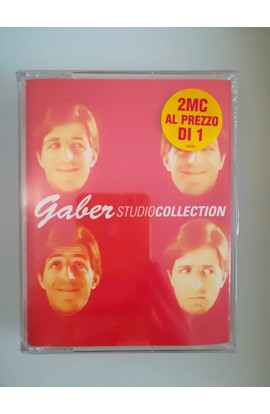 2MC
AL PREZZO
DI 1
gaber STUDIOCOLLECTION